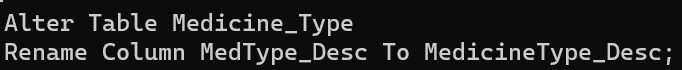 Alter Table Medicine_Type
Rename Column MedType_Desc To MedicineType_Desc;